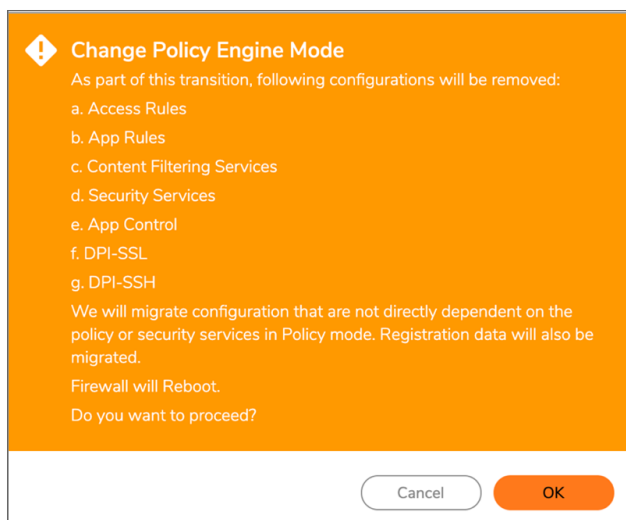 Change Policy Engine Mode
As part of this transition, following configurations will be removed:
a. Access Rules
b. App Rules
c. Content Filtering Services
d. Security Services
e. App Control
f. DPI-SSL
g. DPI-SSH
We will migrate configuration that are not directly dependent on the
policy or security services in Policy mode. Registration data will also be
migrated.
Firewall will Reboot.
Do you want to proceed?
Cancel
OK